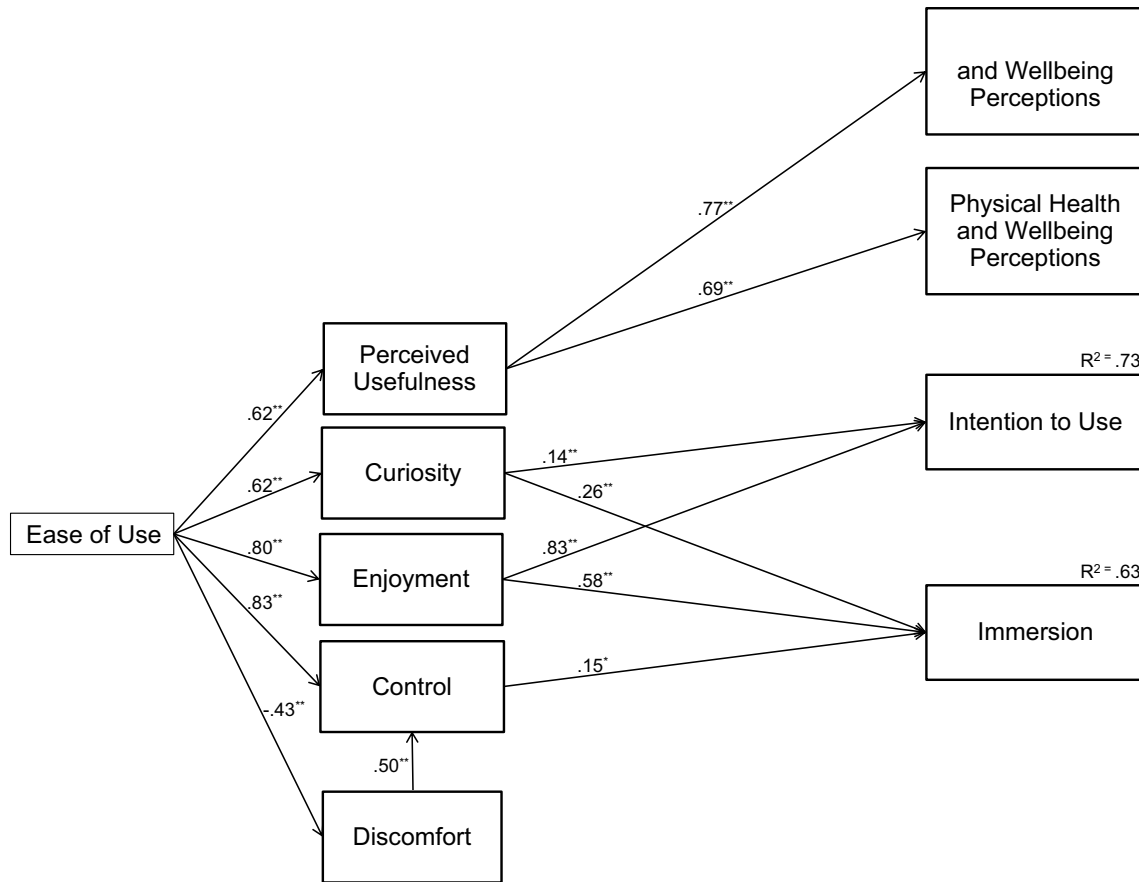 and Wellbeing
Perceptions
Physical Health
and Wellbeing
Perceptions
.77**
.69**
R² = .73
Perceived
Usefulness
Intention to Use
.62**
.14**
Curiosity
.62**
.26**
Ease of Use
.80**
Enjoyment
.83**
.58**
R² = .63
.83**
Immersion
Control
.15*
-.43**
.50**
Discomfort